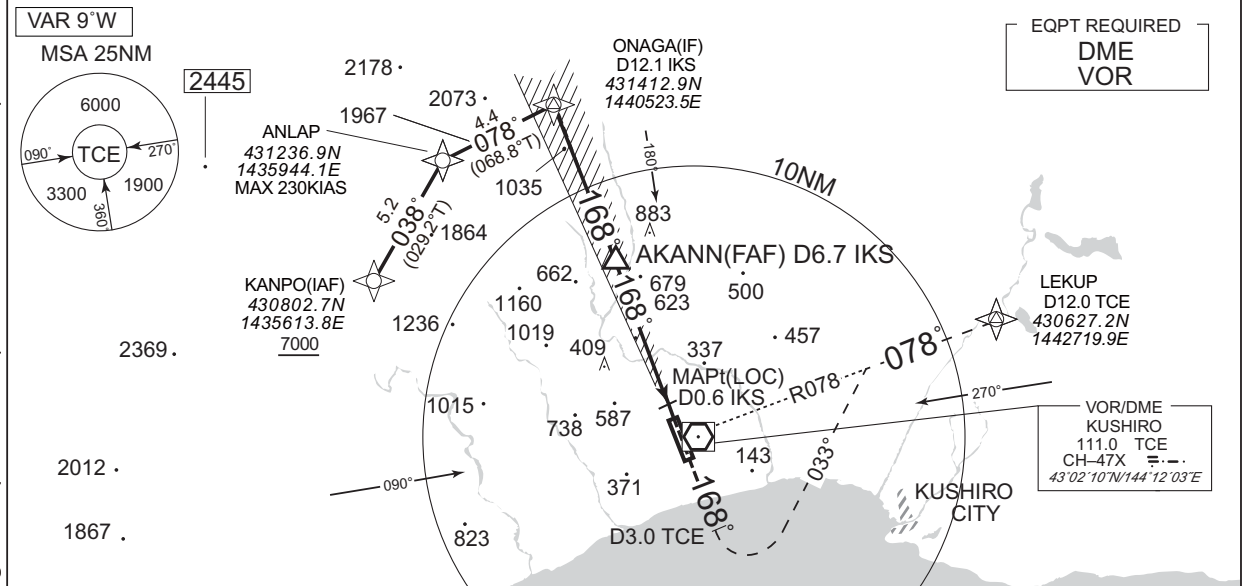 VAR 9°W
MSA 25NM
6000
090°
TCE
270°
3300
1900
360°
2445
2178
2073
1967
ANLAP
431236.9N
1435944.1E
MAX 230KIAS
4.4
078°
(068.8°T)
1035
ONAGA(IF)
D12.1 IKS
431412.9N
1440523.5E
EQPT REQUIRED
DME
VOR
10NM
180°
883
5.2
038°
(029.2°T)
1864
168°
AKANN(FAF) D6.7 IKS
KANPO(IAF)
430802.7N
1435613.8E
7000
662
679
623
500
1160
168°
1236
1019
409
457
337
LEKUP
D12.0 TCE
430627.2N
1442719.9E
2369
078°
R078
MAPt(LOC)
D0.6 IKS
270°
1015
738
587
VOR/DME
KUSHIRO
111.0 TCE
CH–47X
43°02'10"N/144°12'03"E
143
033°
2012
090°
371
168°
KUSHIRO
CITY
D3.0 TCE
1867
823